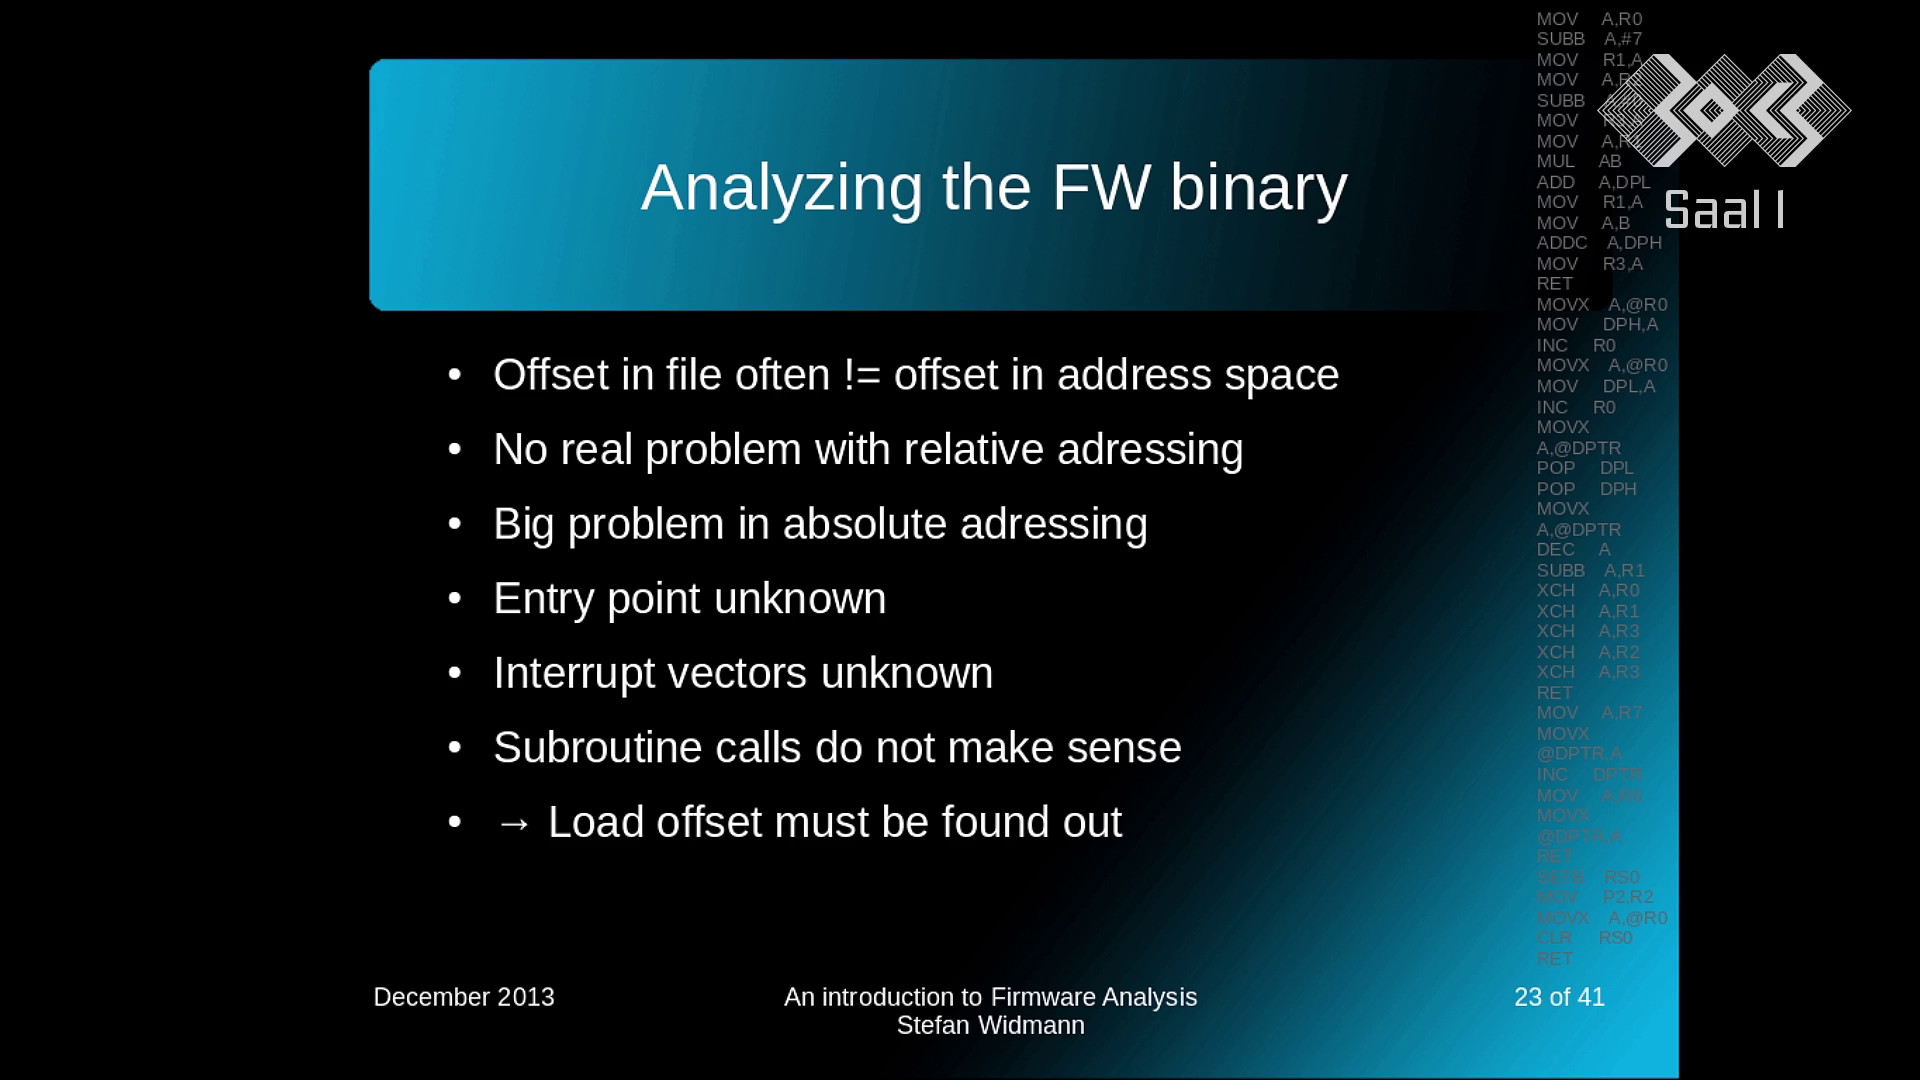 Analyzing the FW binary
• Offset in file often != offset in address space
• No real problem with relative adressing
• Big problem in absolute adressing
• Entry point unknown
• Interrupt vectors unknown
• Subroutine calls do not make sense
• → Load offset must be found out
December 2013
An introduction to Firmware Analysis
Stefan Widmann
23 of 41
MOV A,R0
SUBB A,#7
MOV R1,A
MOV
SUBB
MOV
MOV
MUL AB
ADD A,DPL
MOV R1,A
MOV A,B
ADDC A,DPH
MOV R3,A
RET
MOVX A,@R0
MOV DPH,A
INC R0
MOVX A,@R0
MOV DPL,A
INC R0
MOVX
A,@DPTR
POP DPL
POP DPH
MOVX
A,@DPTR
DEC A
SUBB A,R1
XCH A,R0
XCH A,R1
XCH A,R3
XCH A,R2
XCH A,R3
RET
MOV A,R7
MOVX
@DPTR,A
INC DPTR
MOV A,R6
MOVX
@DPTR,A
RET
SETB RS0
MOV P2,R2
MOVX A,@R0
CLR RS0
RET
30C3
Saal 1